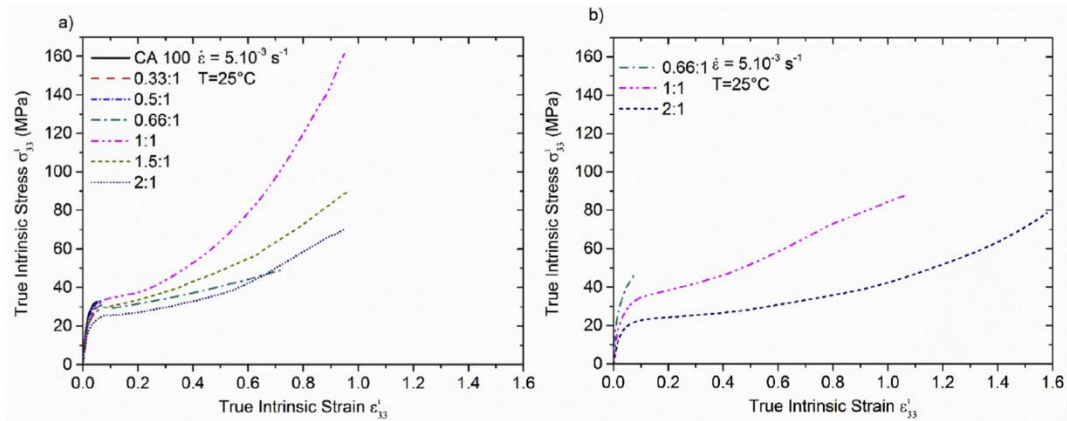 a)
True Intrinsic Stress σⁱ₃₃ (MPa)
160
140
120
100
80
60
40
20
0
CA 100 ε̇ = 5.10⁻³ s⁻¹
0.33:1 T=25°C
0.5:1
0.66:1
1:1
1.5:1
2:1
0.0 0.2 0.4 0.6 0.8 1.0 1.2 1.4 1.6
True Intrinsic Strain εⁱ₃₃
b)
True Intrinsic Stress σⁱ₃₃ (MPa)
160
140
120
100
80
60
40
20
0
0.66:1 ε̇ = 5.10⁻³ s⁻¹
1:1 T=25°C
2:1
0.0 0.2 0.4 0.6 0.8 1.0 1.2 1.4 1.6
True Intrinsic Strain εⁱ₃₃